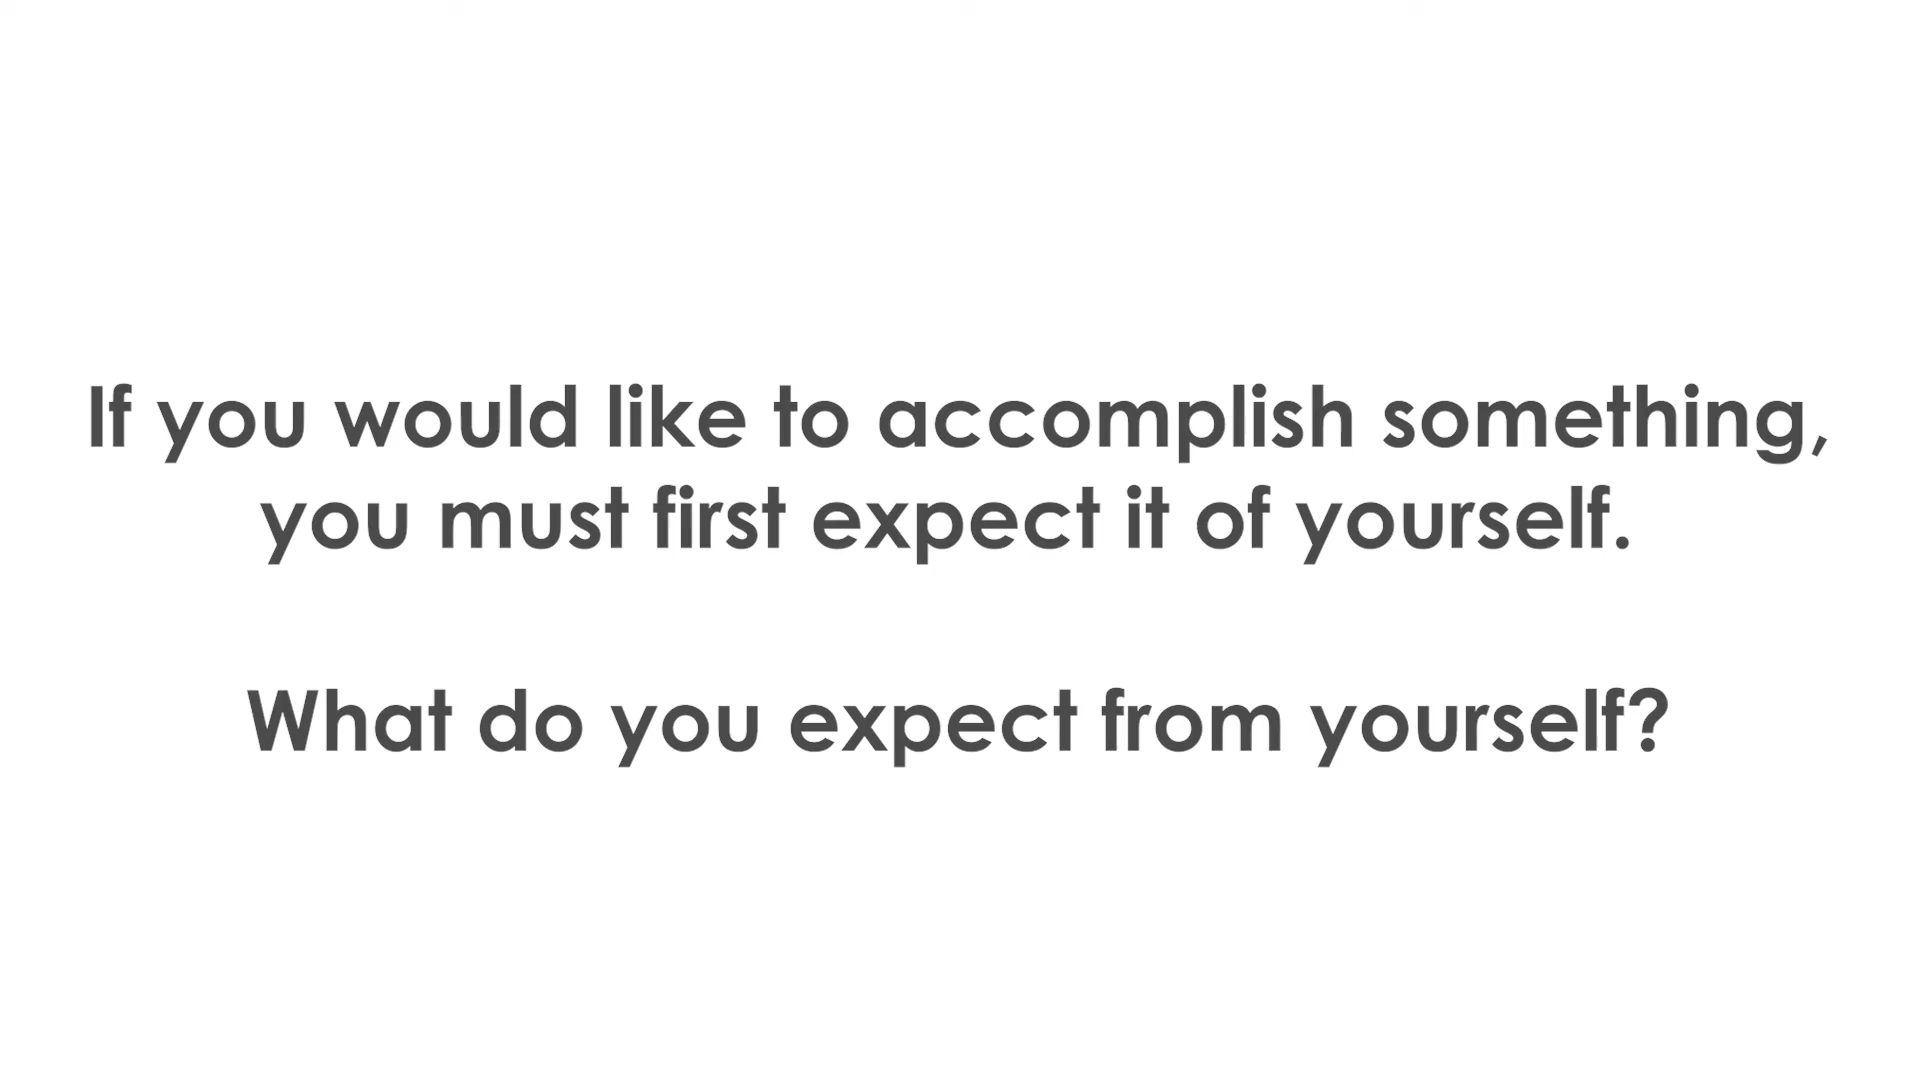 If you would like to accomplish something,
you must first expect it of yourself.
What do you expect from yourself?